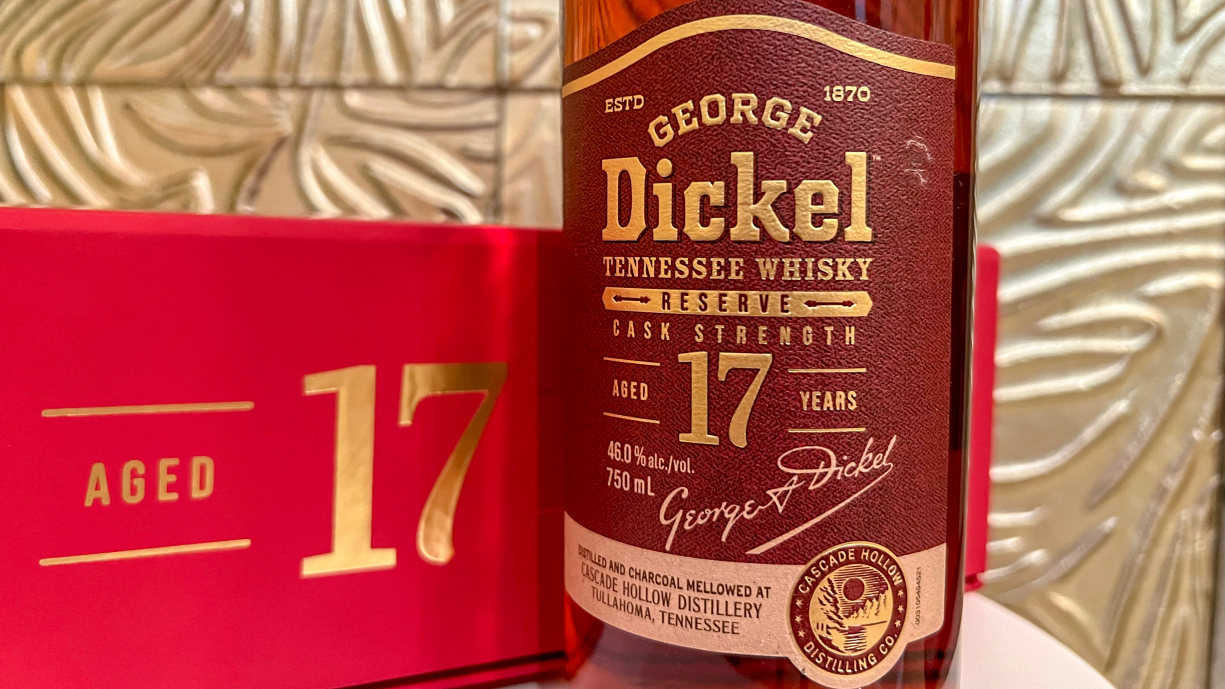 AGED
17
ESTD
1870
GEORGE
Dickel™
TENNESSEE WHISKY
RESERVE
CASK STRENGTH
AGED 17 YEARS
46.0% alc./vol.
750 mL
George A Dickel
DISTILLED AND CHARCOAL MELLOWED AT
CASCADE HOLLOW DISTILLERY
TULLAHOMA, TENNESSEE
CASCADE HOLLOW
DISTILLING CO.